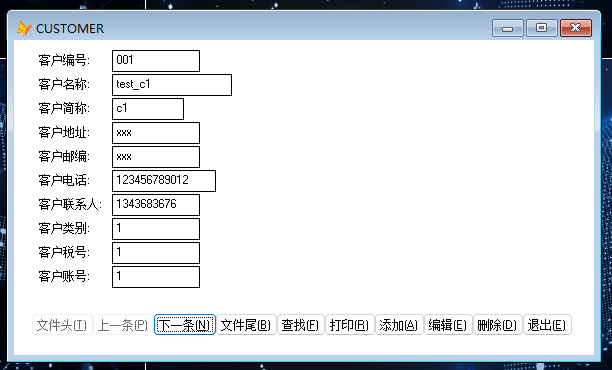 CUSTOMER
客户编号: 001
客户名称: test_c1
客户简称: c1
客户地址: xxx
客户邮编: xxx
客户电话: 123456789012
客户联系人: 1343683676
客户类别: 1
客户税号: 1
客户账号: 1
文件头(T) 上一条(P) 下一条(N) 文件尾(B) 查找(F) 打印(R) 添加(A) 编辑(E) 删除(D) 退出(E)